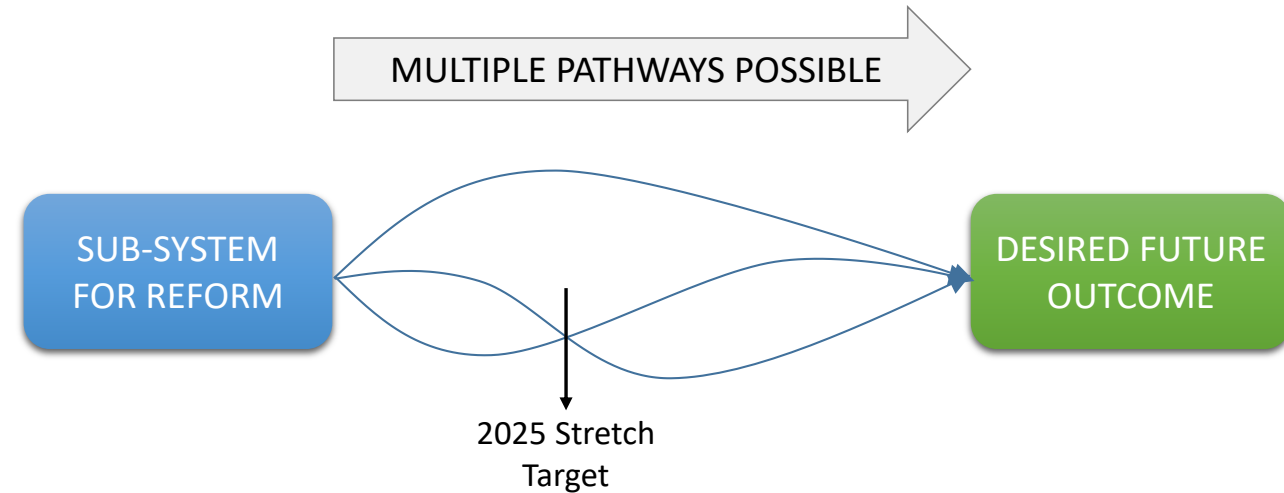 MULTIPLE PATHWAYS POSSIBLE
SUB-SYSTEM
FOR REFORM
DESIRED FUTURE
OUTCOME
2025 Stretch
Target